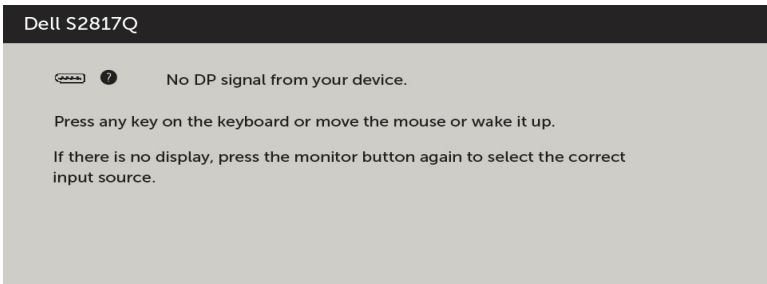 Dell S2817Q
? No DP signal from your device.
Press any key on the keyboard or move the mouse or wake it up.
If there is no display, press the monitor button again to select the correct
input source.